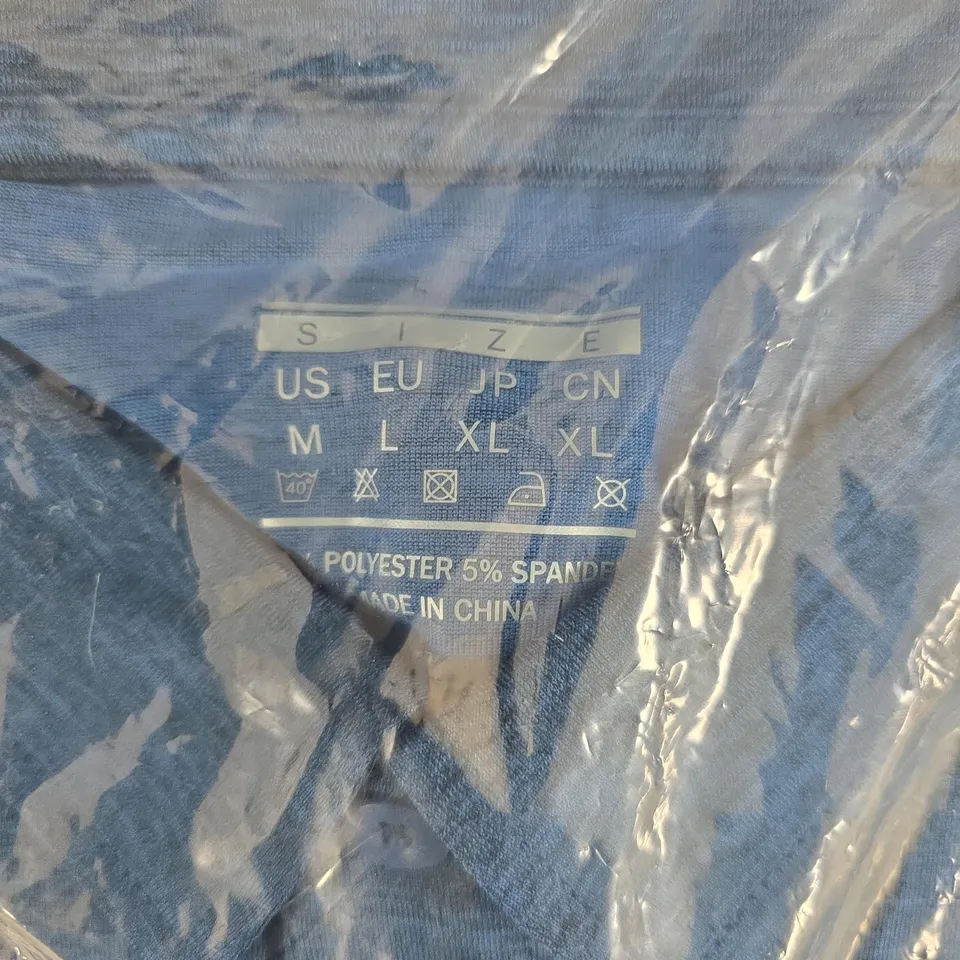 S I Z E
US EU JP CN
M L XL XL
40°
% POLYESTER 5% SPANDE
MADE IN CHINA